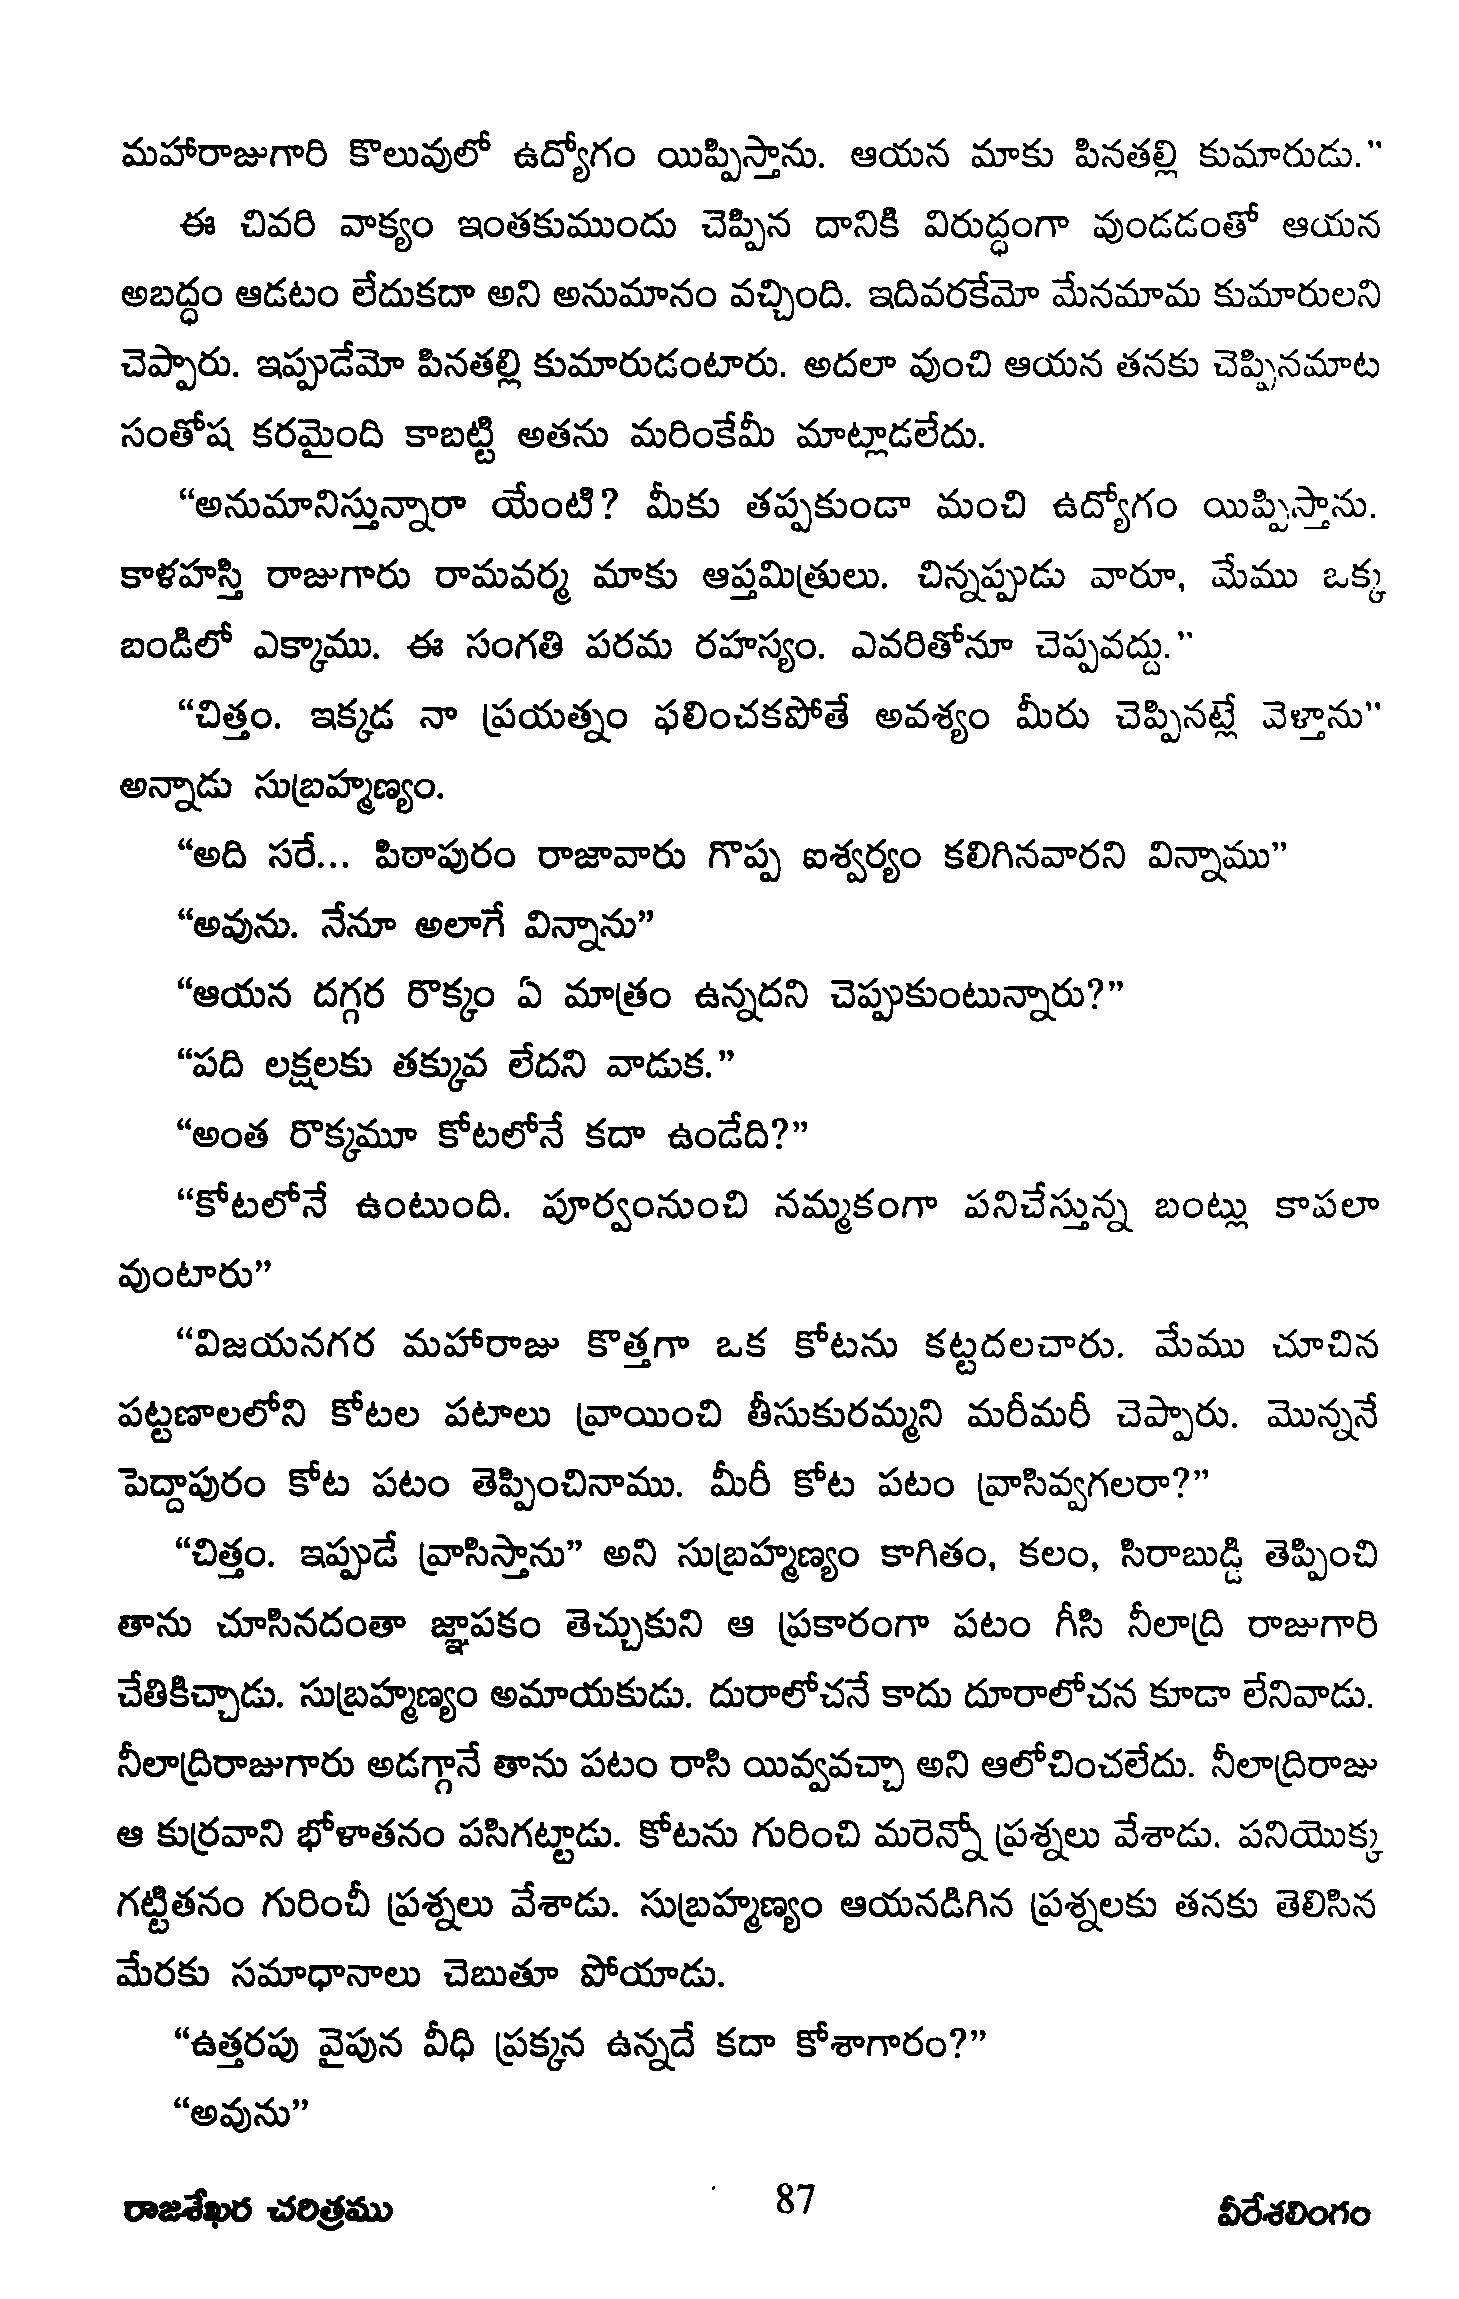 మహారాజుగారి కొలువులో ఉద్యోగం యిప్పిస్తాను. ఆయన మాకు పినతల్లి కుమారుడు.”
ఈ చివరి వాక్యం ఇంతకుముందు చెప్పిన దానికి విరుద్ధంగా వుండడంతో ఆయన
అబద్ధం ఆడటం లేదుకదా అని అనుమానం వచ్చింది. ఇదివరకేమో మేనమామ కుమారులని
చెప్పారు. ఇప్పుడేమో పినతల్లి కుమారుడంటారు. అదలా వుంచి ఆయన తనకు చెప్పినమాట
సంతోష కరమైంది కాబట్టి అతను మరింకేమీ మాట్లాడలేదు.
“అనుమానిస్తున్నారా యేంటి? మీకు తప్పకుండా మంచి ఉద్యోగం యిప్పిస్తాను.
కాళహస్తి రాజుగారు రామవర్మ మాకు ఆప్తమిత్రులు. చిన్నప్పుడు వారూ, మేము ఒక్క
బండిలో ఎక్కాము. ఈ సంగతి పరమ రహస్యం. ఎవరితోనూ చెప్పవద్దు.”
“చిత్తం. ఇక్కడ నా ప్రయత్నం ఫలించకపోతే అవశ్యం మీరు చెప్పినట్లే వెళ్తాను”
అన్నాడు సుబ్రహ్మణ్యం.
“అది సరే... పిఠాపురం రాజావారు గొప్ప ఐశ్వర్యం కలిగినవారని విన్నాము”
“అవును. నేనూ అలాగే విన్నాను”
“ఆయన దగ్గర రొక్కం ఏ మాత్రం ఉన్నదని చెప్పుకుంటున్నారు?”
“పది లక్షలకు తక్కువ లేదని వాడుక.”
“అంత రొక్కమూ కోటలోనే కదా ఉండేది?”
“కోటలోనే ఉంటుంది. పూర్వంనుంచి నమ్మకంగా పనిచేస్తున్న బంట్లు కాపలా
వుంటారు”
“విజయనగర మహారాజు కొత్తగా ఒక కోటను కట్టదలచారు. మేము చూచిన
పట్టణాలలోని కోటల పటాలు వ్రాయించి తీసుకురమ్మని మరీమరీ చెప్పారు. మొన్ననే
పెద్దాపురం కోట పటం తెప్పించినాము. మీరీ కోట పటం వ్రాసివ్వగలరా?”
“చిత్తం. ఇప్పుడే వ్రాసిస్తాను” అని సుబ్రహ్మణ్యం కాగితం, కలం, సిరాబుడ్డి తెప్పించి
తాను చూసినదంతా జ్ఞాపకం తెచ్చుకుని ఆ ప్రకారంగా పటం గీసి నీలాద్రి రాజుగారి
చేతికిచ్చాడు. సుబ్రహ్మణ్యం అమాయకుడు. దురాలోచనే కాదు దూరాలోచన కూడా లేనివాడు.
నీలాద్రిరాజుగారు అడగ్గానే తాను పటం రాసి యివ్వవచ్చా అని ఆలోచించలేదు. నీలాద్రిరాజు
ఆ కుర్రవాని భోళాతనం పసిగట్టాడు. కోటను గురించి మరెన్నో ప్రశ్నలు వేశాడు. పనియొక్క
గట్టితనం గురించీ ప్రశ్నలు వేశాడు. సుబ్రహ్మణ్యం ఆయనడిగిన ప్రశ్నలకు తనకు తెలిసిన
మేరకు సమాధానాలు చెబుతూ పోయాడు.
“ఉత్తరపు వైపున వీధి ప్రక్కన ఉన్నదే కదా కోశాగారం?”
“అవును”
రాజశేఖర చరిత్రము 87 వీరేశలింగం